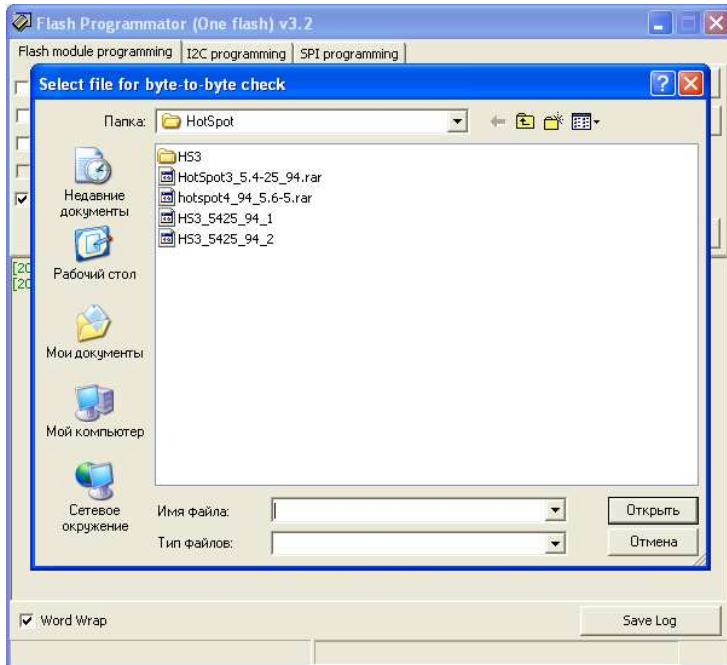 Flash Programmator (One flash) v3.2
Flash module programming I2C programming SPI programming
Select file for byte-to-byte check
Папка: HotSpot
HS3
HotSpot3_5.4-25_94.rar
hotspot4_94_5.6-5.rar
HS3_5425_94_1
HS3_5425_94_2
Недавние
документы
Рабочий стол
Мои документы
Мой компьютер
Сетевое
окружение
Имя файла:
Открыть
Тип файлов:
Отмена
[20
[20
Word Wrap
Save Log